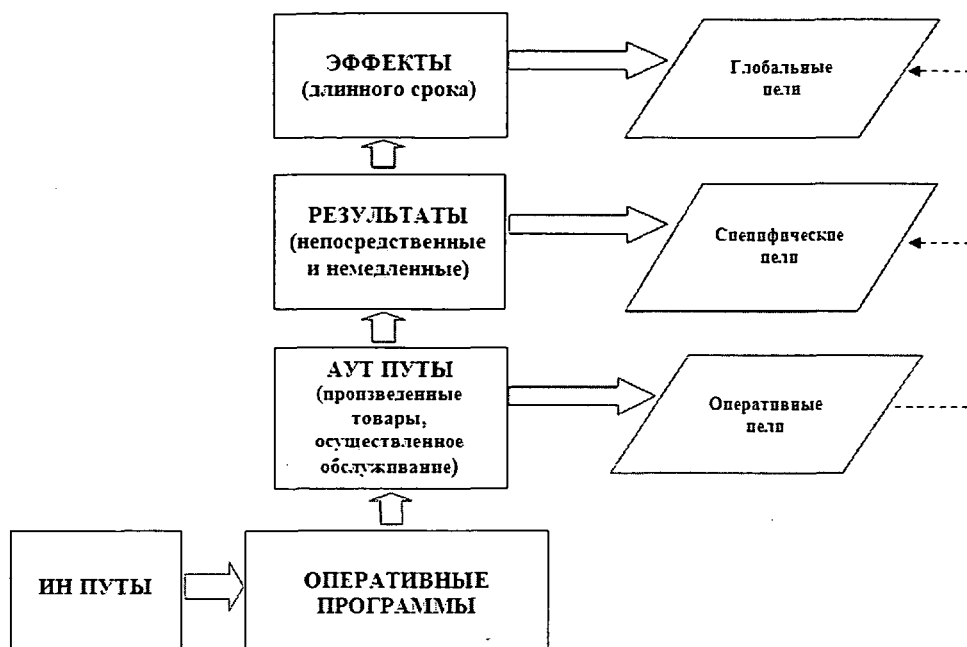 ЭФФЕКТЫ
(длинного срока)
Глобальные
цели
РЕЗУЛЬТАТЫ
(непосредственные
и немедленные)
Специфические
цели
АУТ ПУТЫ
(произведенные
товары,
осуществленное
обслуживание)
Оперативные
цели
ИН ПУТЫ
ОПЕРАТИВНЫЕ
ПРОГРАММЫ